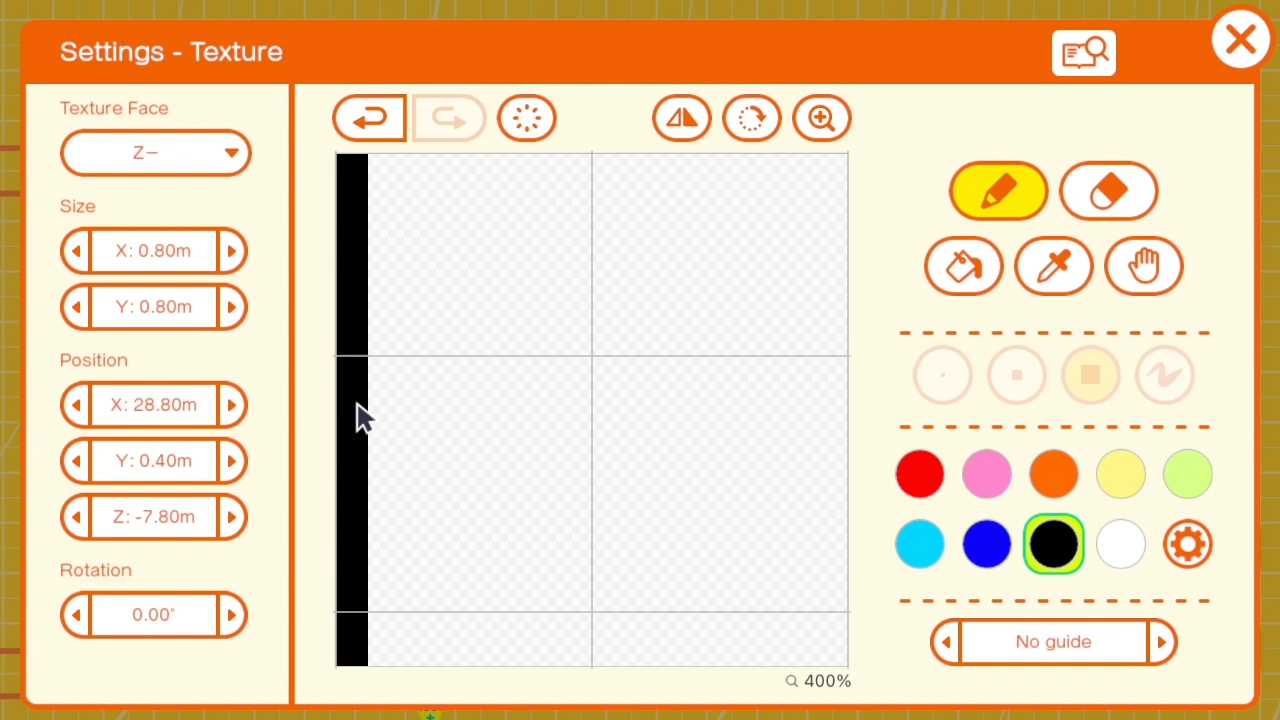 Settings - Texture
Texture Face
Z−
Size
X: 0.80m
Y: 0.80m
Position
X: 28.80m
Y: 0.40m
Z: -7.80m
Rotation
0.00°
400%
No guide